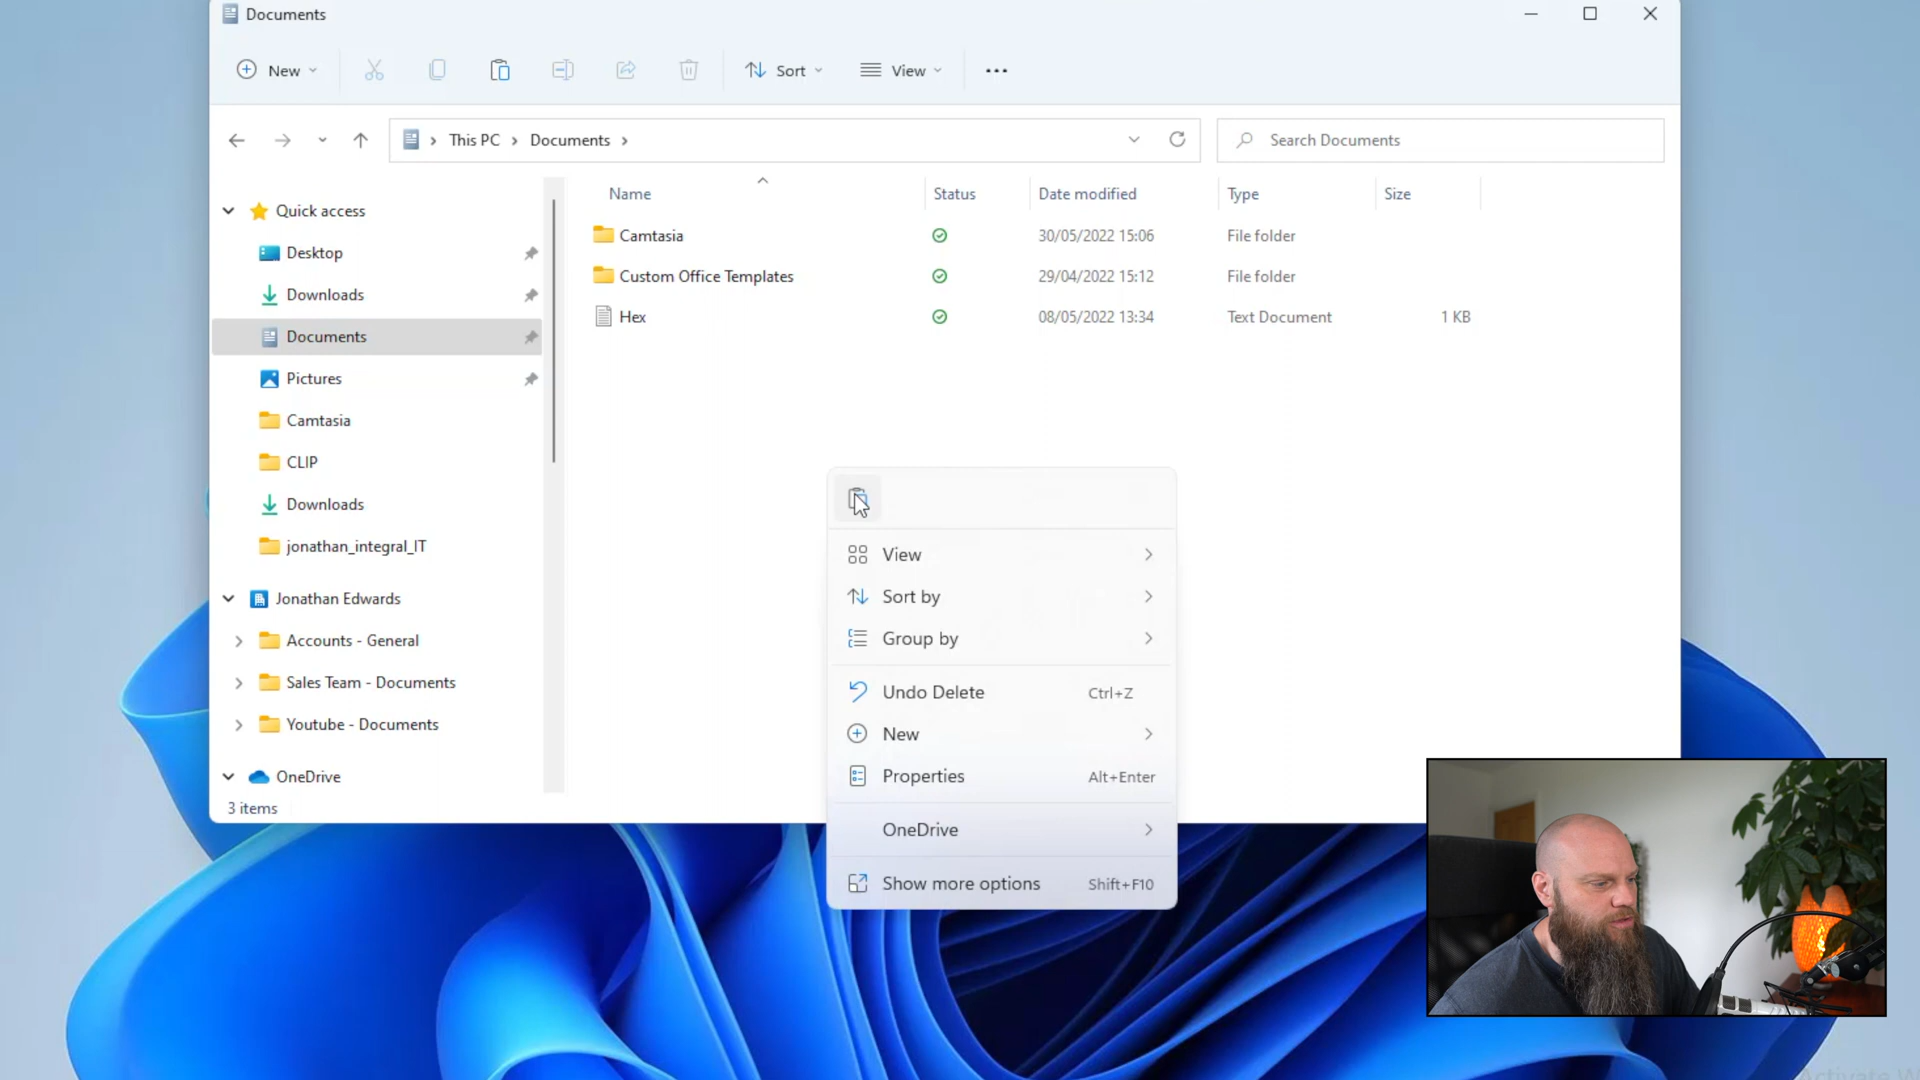 Documents
New
Sort
View
This PC
Documents
Search Documents
Name
Status
Date modified
Type
Size
Quick access
Desktop
Downloads
Documents
Pictures
Camtasia
CLIP
Downloads
jonathan_integral_IT
Jonathan Edwards
Accounts - General
Sales Team - Documents
Youtube - Documents
OneDrive
3 items
Camtasia 30/05/2022 15:06 File folder
Custom Office Templates 29/04/2022 15:12 File folder
Hex 08/05/2022 13:34 Text Document 1 KB
View
Sort by
Group by
Undo Delete Ctrl+Z
New
Properties Alt+Enter
OneDrive
Show more options Shift+F10